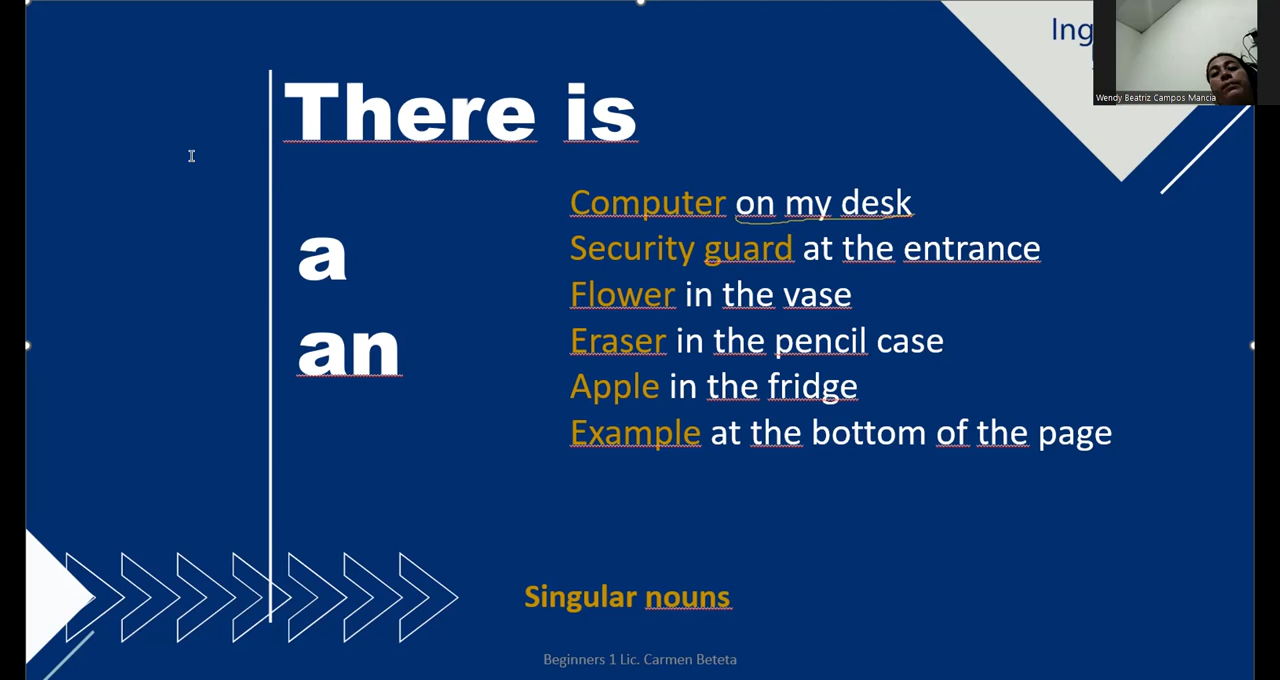 Ing
Wendy Beatriz Campos Mancia
There is
a
an
Computer on my desk
Security guard at the entrance
Flower in the vase
Eraser in the pencil case
Apple in the fridge
Example at the bottom of the page
Singular nouns
Beginners 1 Lic. Carmen Beteta